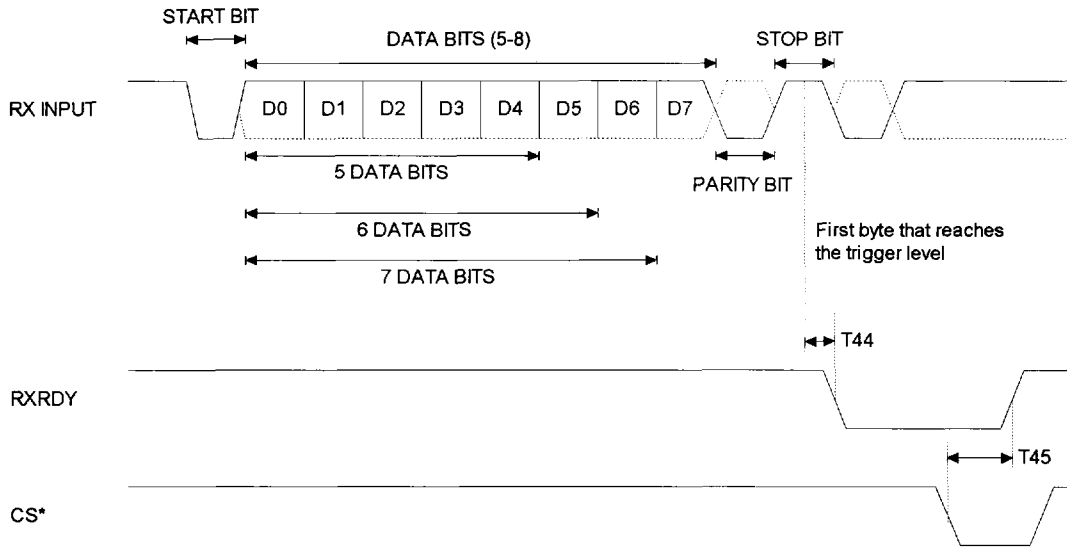 START BIT
DATA BITS (5-8)
STOP BIT
RX INPUT
D0 D1 D2 D3 D4 D5 D6 D7
5 DATA BITS
PARITY BIT
6 DATA BITS
First byte that reaches
the trigger level
7 DATA BITS
T44
RXRDY
T45
CS*